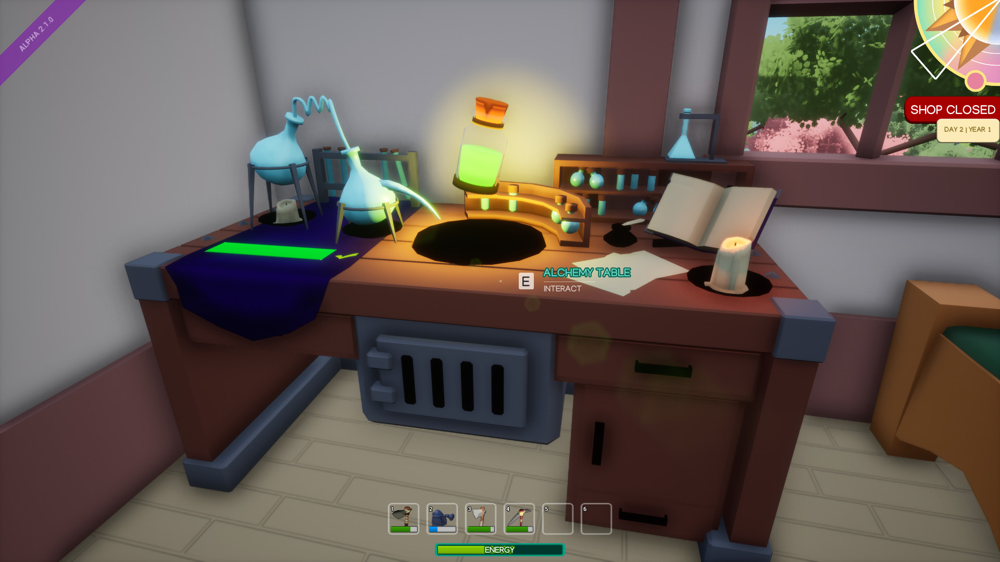 ALPHA 2.1.0
SHOP CLOSED
DAY 2 | YEAR 1
E
ALCHEMY TABLE
INTERACT
1
2
3
4
5
6
ENERGY